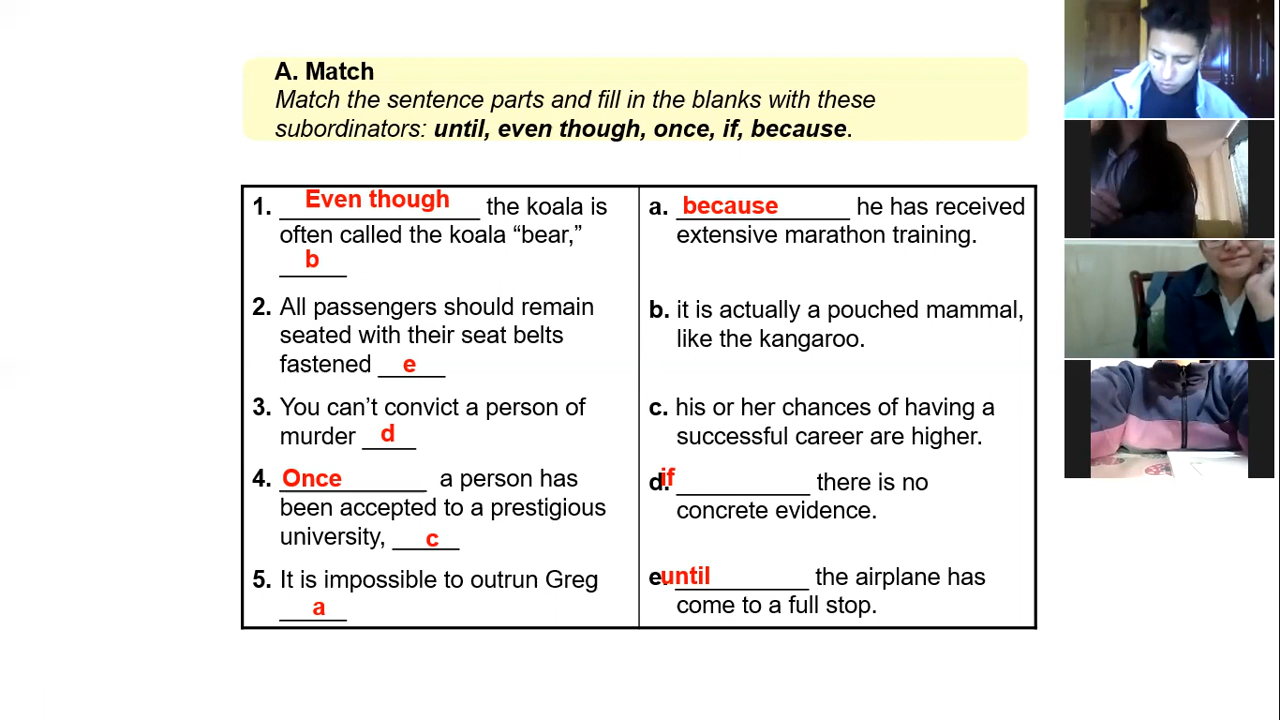 A. Match
Match the sentence parts and fill in the blanks with these
subordinators: until, even though, once, if, because.
1. Even though the koala is
often called the koala “bear,”
b
2. All passengers should remain
seated with their seat belts
fastened e
3. You can’t convict a person of
murder d
4. Once a person has
been accepted to a prestigious
university, c
5. It is impossible to outrun Greg
a
a. because he has received
extensive marathon training.
b. it is actually a pouched mammal,
like the kangaroo.
c. his or her chances of having a
successful career are higher.
d. if there is no
concrete evidence.
e. until the airplane has
come to a full stop.